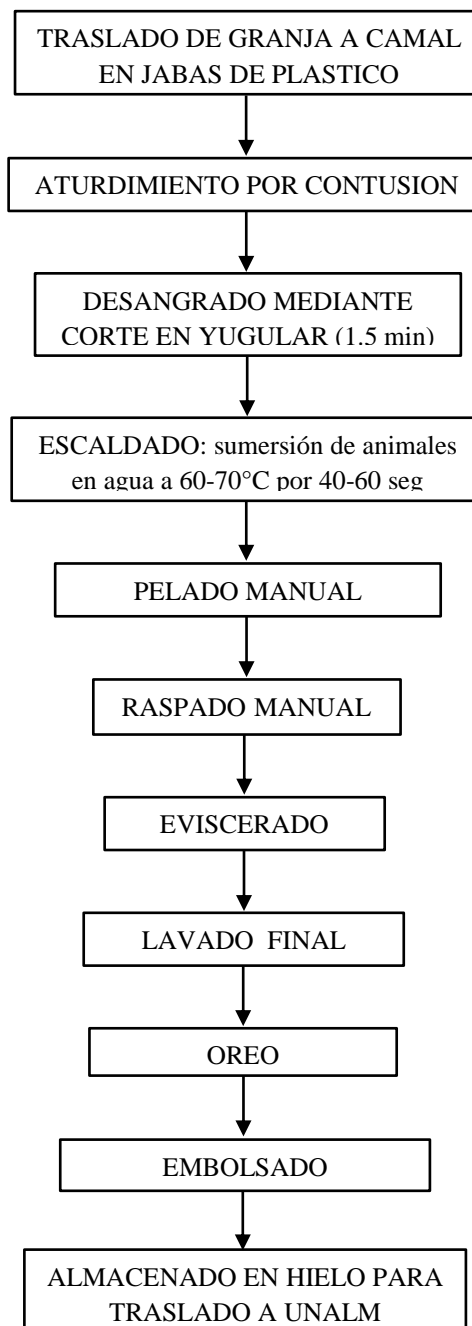 TRASLADO DE GRANJA A CAMAL
EN JABAS DE PLASTICO
ATURDIMIENTO POR CONTUSION
DESANGRADO MEDIANTE
CORTE EN YUGULAR (1.5 min)
ESCALDADO: sumersión de animales
en agua a 60-70°C por 40-60 seg
PELADO MANUAL
RASPADO MANUAL
EVISCERADO
LAVADO FINAL
OREO
EMBOLSADO
ALMACENADO EN HIELO PARA
TRASLADO A UNALM